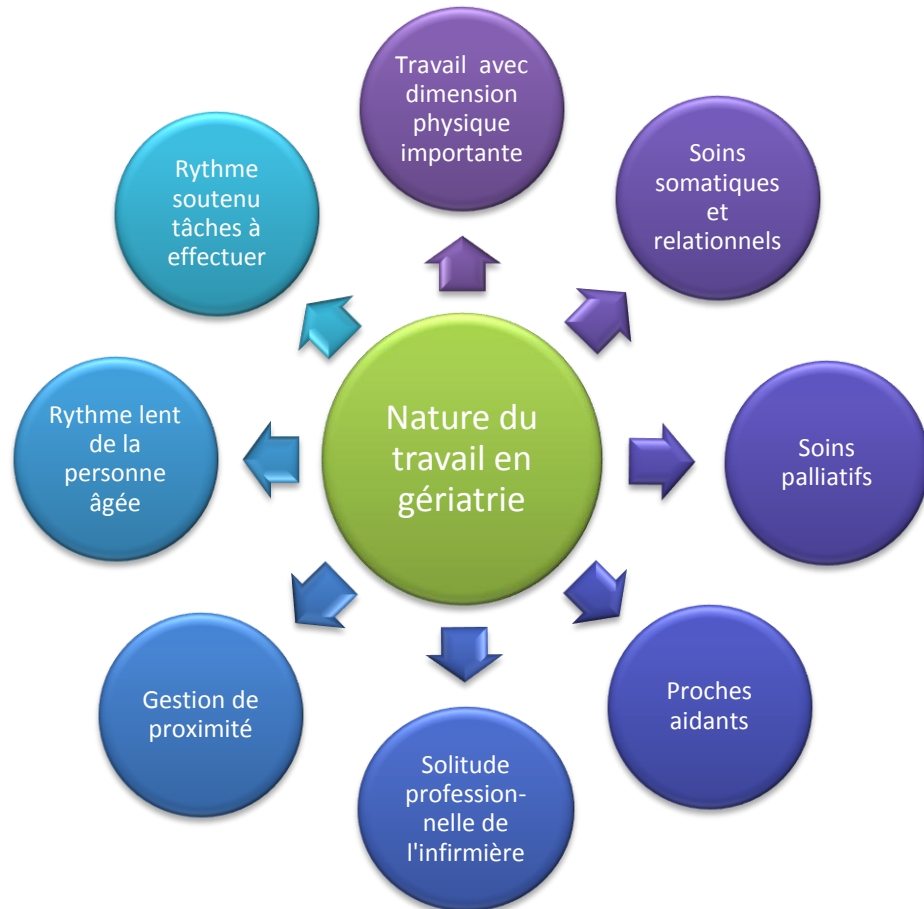 Travail avec
dimension
physique
importante
Soins
somatiques
et
relationnels
Soins
palliatifs
Proches
aidants
Solitude
profession-
nelle de
l'infirmière
Gestion de
proximité
Rythme lent
de la
personne
âgée
Rythme
soutenu
tâches à
effectuer
Nature du
travail en
gériatrie